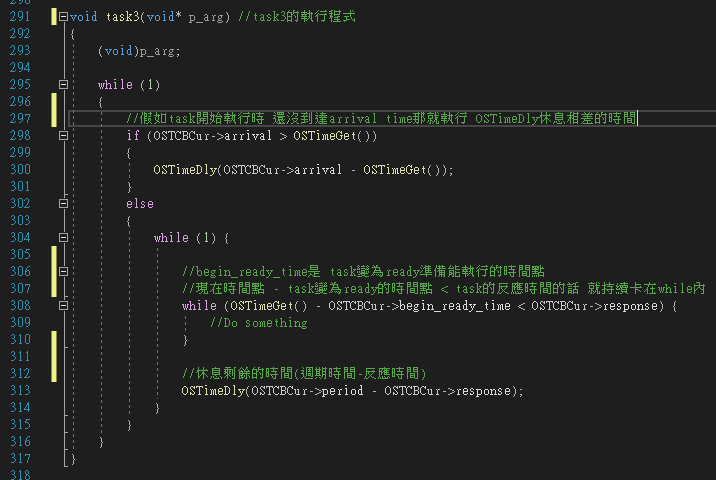 291 void task3(void* p_arg) //task3的執行程式
292 {
293 (void)p_arg;
294
295 while (1)
296 {
297 //假如task開始執行時 還沒到達arrival time那就執行 OSTimeDly休息相差的時間
298 if (OSTCBCur->arrival > OSTimeGet())
299 {
300 OSTimeDly(OSTCBCur->arrival - OSTimeGet());
301 }
302 else
303 {
304 while (1) {
305
306 //begin_ready_time是 task變為ready準備能執行的時間點
307 //現在時間點 - task變為ready的時間點 < task的反應時間的話 就持續卡在while內
308 while (OSTimeGet() - OSTCBCur->begin_ready_time < OSTCBCur->response) {
309 //Do something
310 }
311
312 //休息剩餘的時間(週期時間-反應時間)
313 OSTimeDly(OSTCBCur->period - OSTCBCur->response);
314 }
315 }
316 }
317 }
318